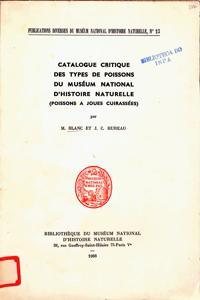 PUBLICATIONS DIVERSES DU MUSÉUM NATIONAL D'HISTOIRE NATURELLE, N° 23
BIBLIOTECA DO
INPA
CATALOGUE CRITIQUE
DES TYPES DE POISSONS
DU MUSÉUM NATIONAL
D'HISTOIRE NATURELLE
(POISSONS A JOUES CUIRASSÉES)
par
M. BLANC ET J. C. HUREAU
BIBLIOTHÈQUE DU MUSÉUM NATIONAL
D'HISTOIRE NATURELLE
38, rue Geoffroy-Saint-Hilaire 75-Paris Vᵉ
1968